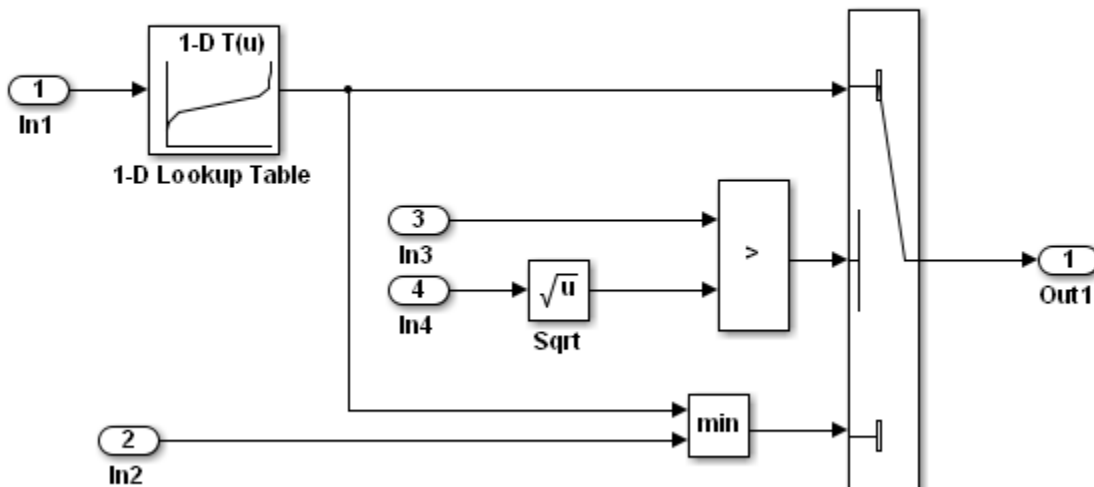 1-D T(u)
1
In1
1-D Lookup Table
3
In3
>
4
In4
√u
Sqrt
1
Out1
min
2
In2